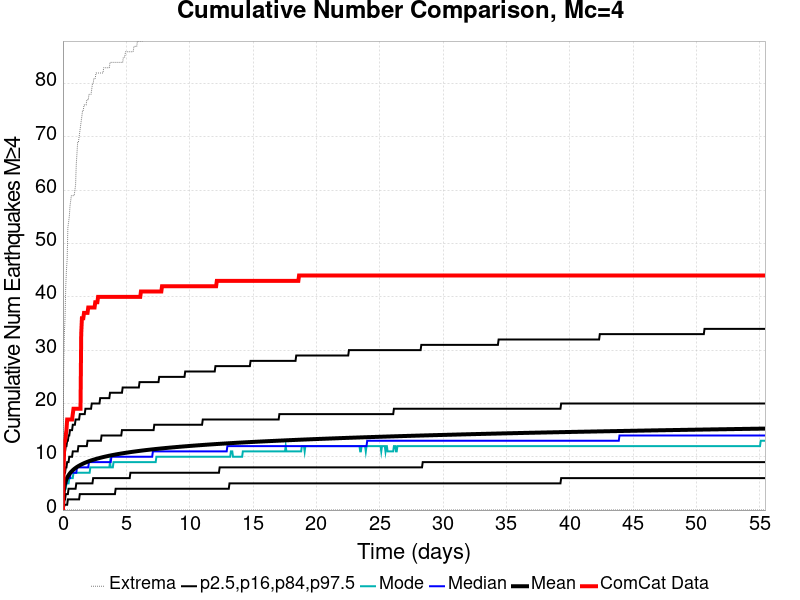 Cumulative Number Comparison, Mc=4
Cumulative Num Earthquakes M≥4
80
70
60
50
40
30
20
10
0
0 5 10 15 20 25 30 35 40 45 50 55
Time (days)
Extrema p2.5,p16,p84,p97.5 Mode Median Mean ComCat Data